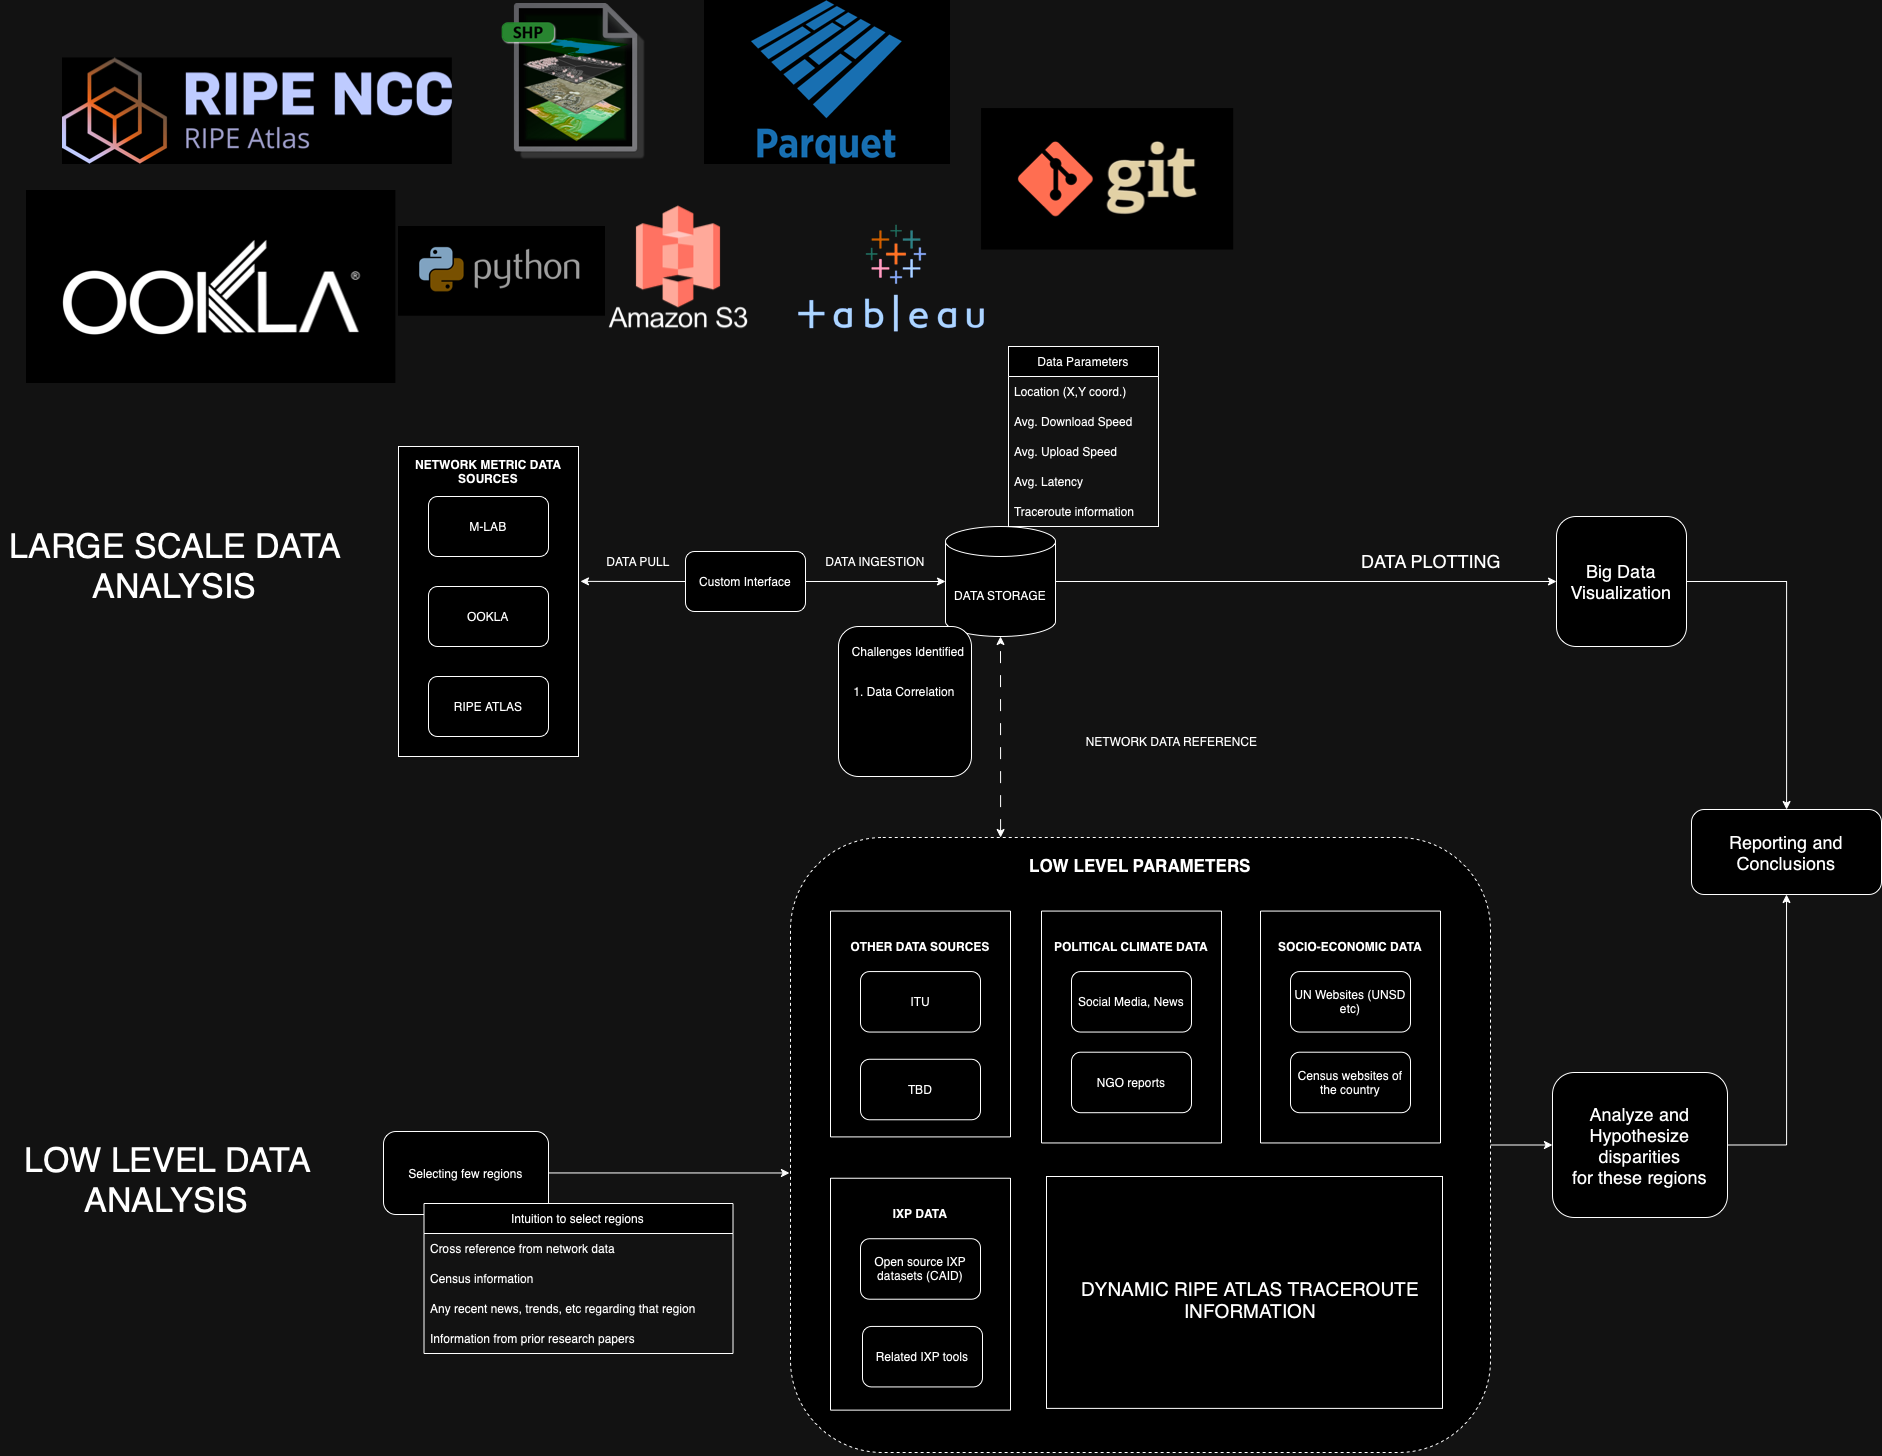 SHP
RIPE NCC
RIPE Atlas
Parquet
git
OOKLA®
python
Amazon S3
+ableau
Data Parameters
Location (X,Y coord.)
Avg. Download Speed
Avg. Upload Speed
Avg. Latency
Traceroute information
LARGE SCALE DATA
ANALYSIS
NETWORK METRIC DATA
SOURCES
M-LAB
OOKLA
RIPE ATLAS
DATA PULL
Custom Interface
DATA INGESTION
DATA STORAGE
Challenges Identified
1. Data Correlation
DATA PLOTTING
Big Data
Visualization
NETWORK DATA REFERENCE
Reporting and
Conclusions
LOW LEVEL DATA
ANALYSIS
Selecting few regions
Intuition to select regions
Cross reference from network data
Census information
Any recent news, trends, etc regarding that region
Information from prior research papers
LOW LEVEL PARAMETERS
OTHER DATA SOURCES
ITU
TBD
POLITICAL CLIMATE DATA
Social Media, News
NGO reports
SOCIO-ECONOMIC DATA
UN Websites (UNSD
etc)
Census websites of
the country
IXP DATA
Open source IXP
datasets (CAID)
Related IXP tools
DYNAMIC RIPE ATLAS TRACEROUTE
INFORMATION
Analyze and
Hypothesize
disparities
for these regions